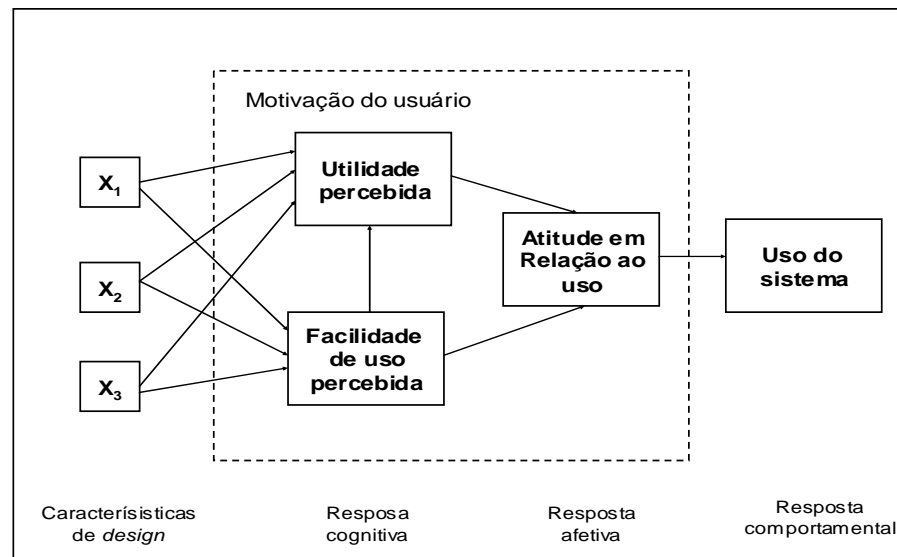 Motivação do usuário
X1
Utilidade
percebida
Atitude em
Relação ao
uso
Uso do
sistema
X2
Facilidade
de uso
percebida
X3
Caracterísisticas
de design
Resposa
cognitiva
Resposta
afetiva
Resposta
comportamental